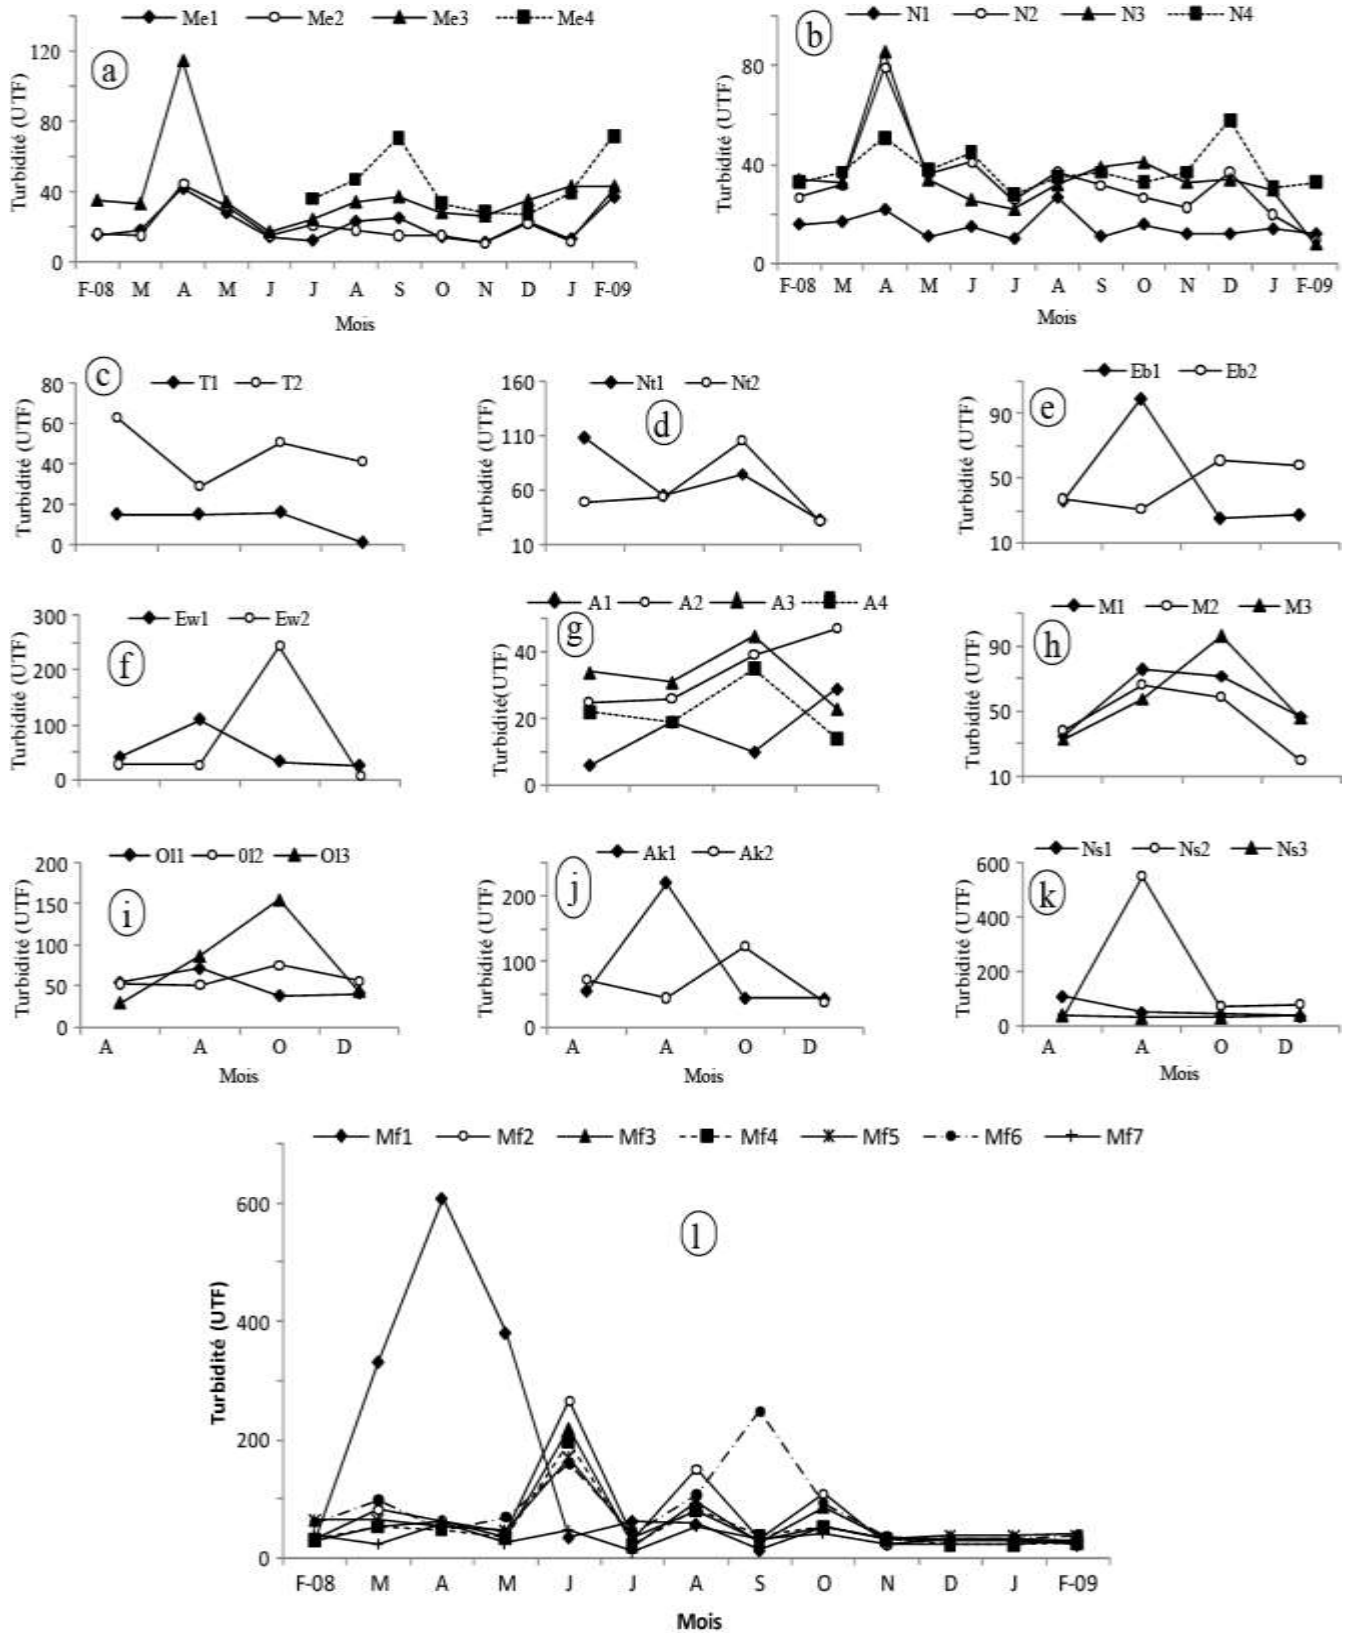 Me1 Me2 Me3 Me4
a
Turbidité (UTF)
120
80
40
0
F-08 M A M J J A S O N D J F-09
Mois
N1 N2 N3 N4
b
Turbidité (UTF)
80
40
0
F-08 M A M J J A S O N D J F-09
Mois
c
T1 T2
Turbidité (UTF)
80
60
40
20
0
Nt1 Nt2
d
Turbidité (UTF)
160
110
60
10
Eb1 Eb2
e
Turbidité (UTF)
90
50
10
Ew1 Ew2
f
Turbidité (UTF)
300
200
100
0
A1 A2 A3 A4
g
Turbidité(UTF)
40
20
0
M1 M2 M3
h
Turbidité (UTF)
90
50
10
Ol1 0l2 Ol3
i
Turbidité (UTF)
200
150
100
50
0
A A O D
Mois
Ak1 Ak2
j
Turbidité (UTF)
200
100
0
A A O D
Mois
Ns1 Ns2 Ns3
k
Turbidité (UTF)
600
400
200
0
A A O D
Mois
Mf1 Mf2 Mf3 Mf4 Mf5 Mf6 Mf7
l
Turbidité (UTF)
600
400
200
0
F-08 M A M J J A S O N D J F-09
Mois